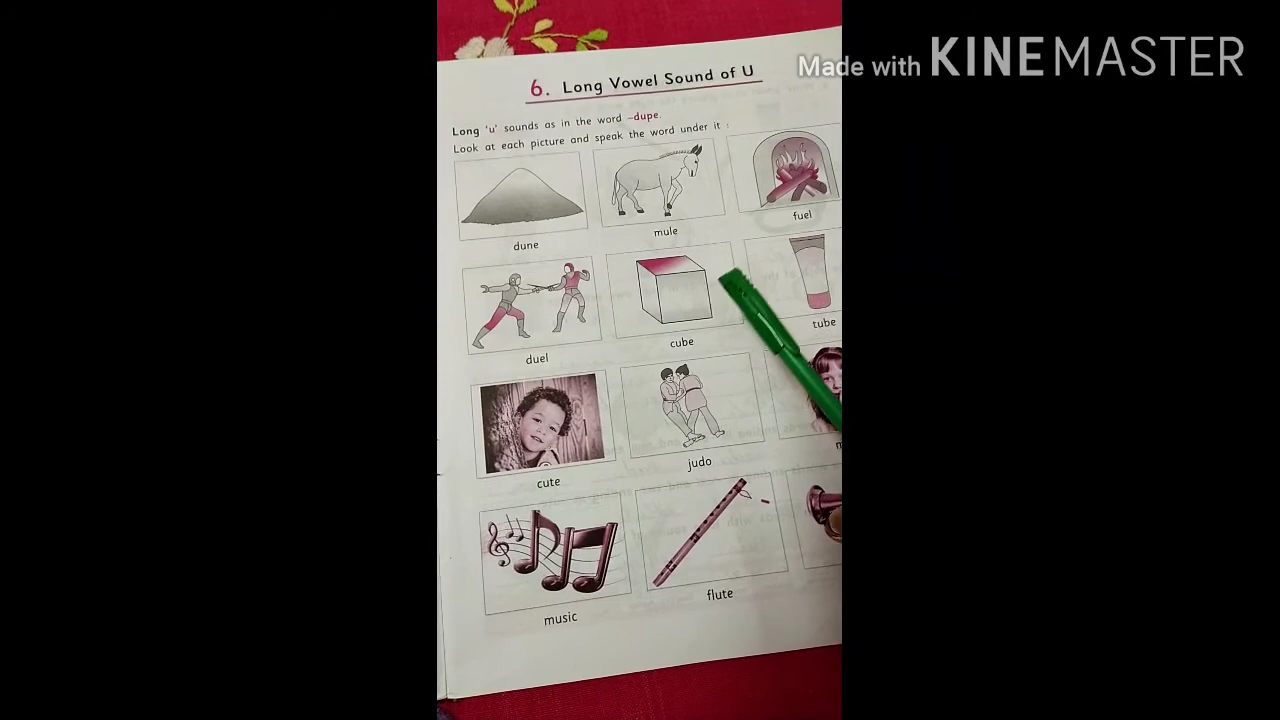 Made with KINEMASTER
6. Long Vowel Sound of U
Long 'u' sounds as in the word –dupe.
Look at each picture and speak the word under it :
dune mule fuel
duel cube tube
cute judo
music flute